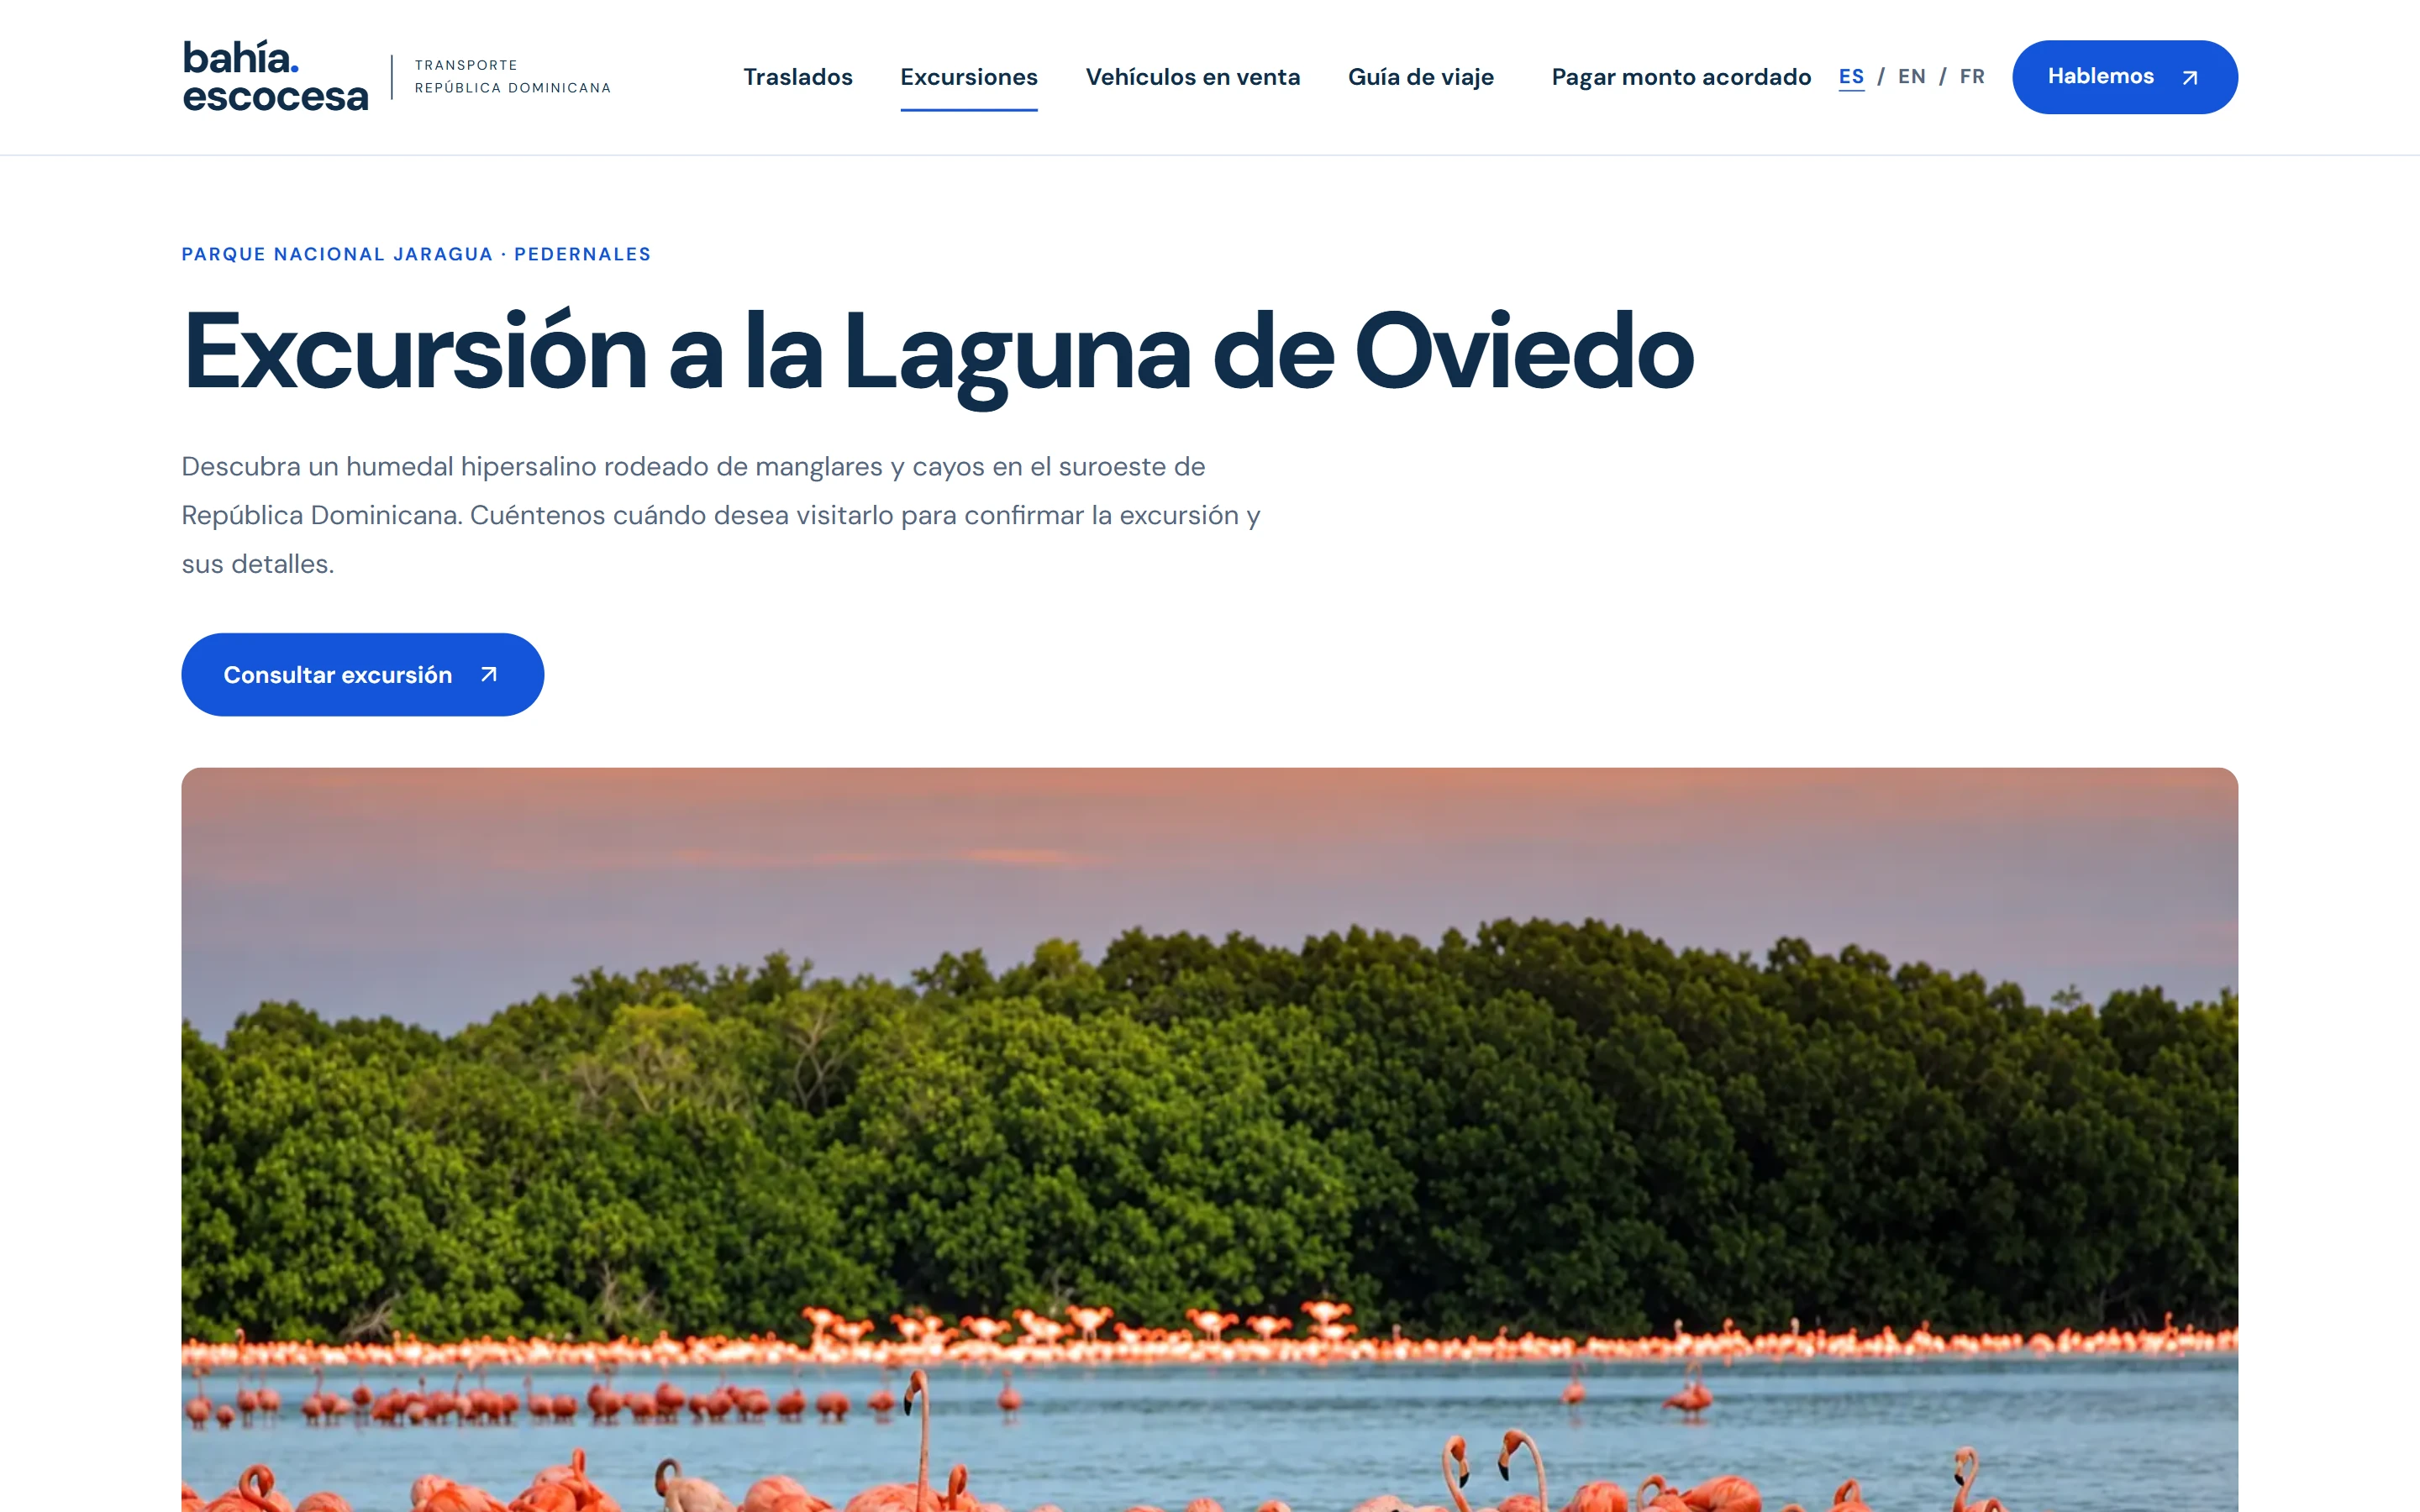 bahía.
escocesa
TRANSPORTE
REPÚBLICA DOMINICANA
Traslados
Excursiones
Vehículos en venta
Guía de viaje
Pagar monto acordado
ES / EN / FR
Hablemos
PARQUE NACIONAL JARAGUA · PEDERNALES
Excursión a la Laguna de Oviedo
Descubra un humedal hipersalino rodeado de manglares y cayos en el suroeste de
República Dominicana. Cuéntenos cuándo desea visitarlo para confirmar la excursión y
sus detalles.
Consultar excursión